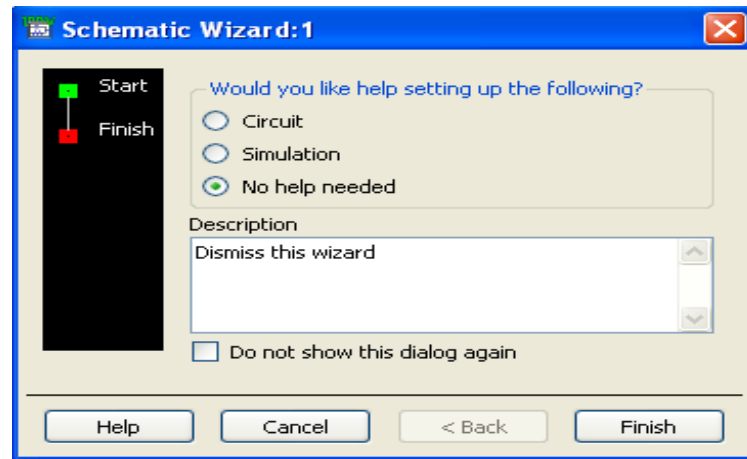 Schematic Wizard:1
Start
Finish
Would you like help setting up the following?
Circuit
Simulation
No help needed
Description
Dismiss this wizard
Do not show this dialog again
Help
Cancel
< Back
Finish